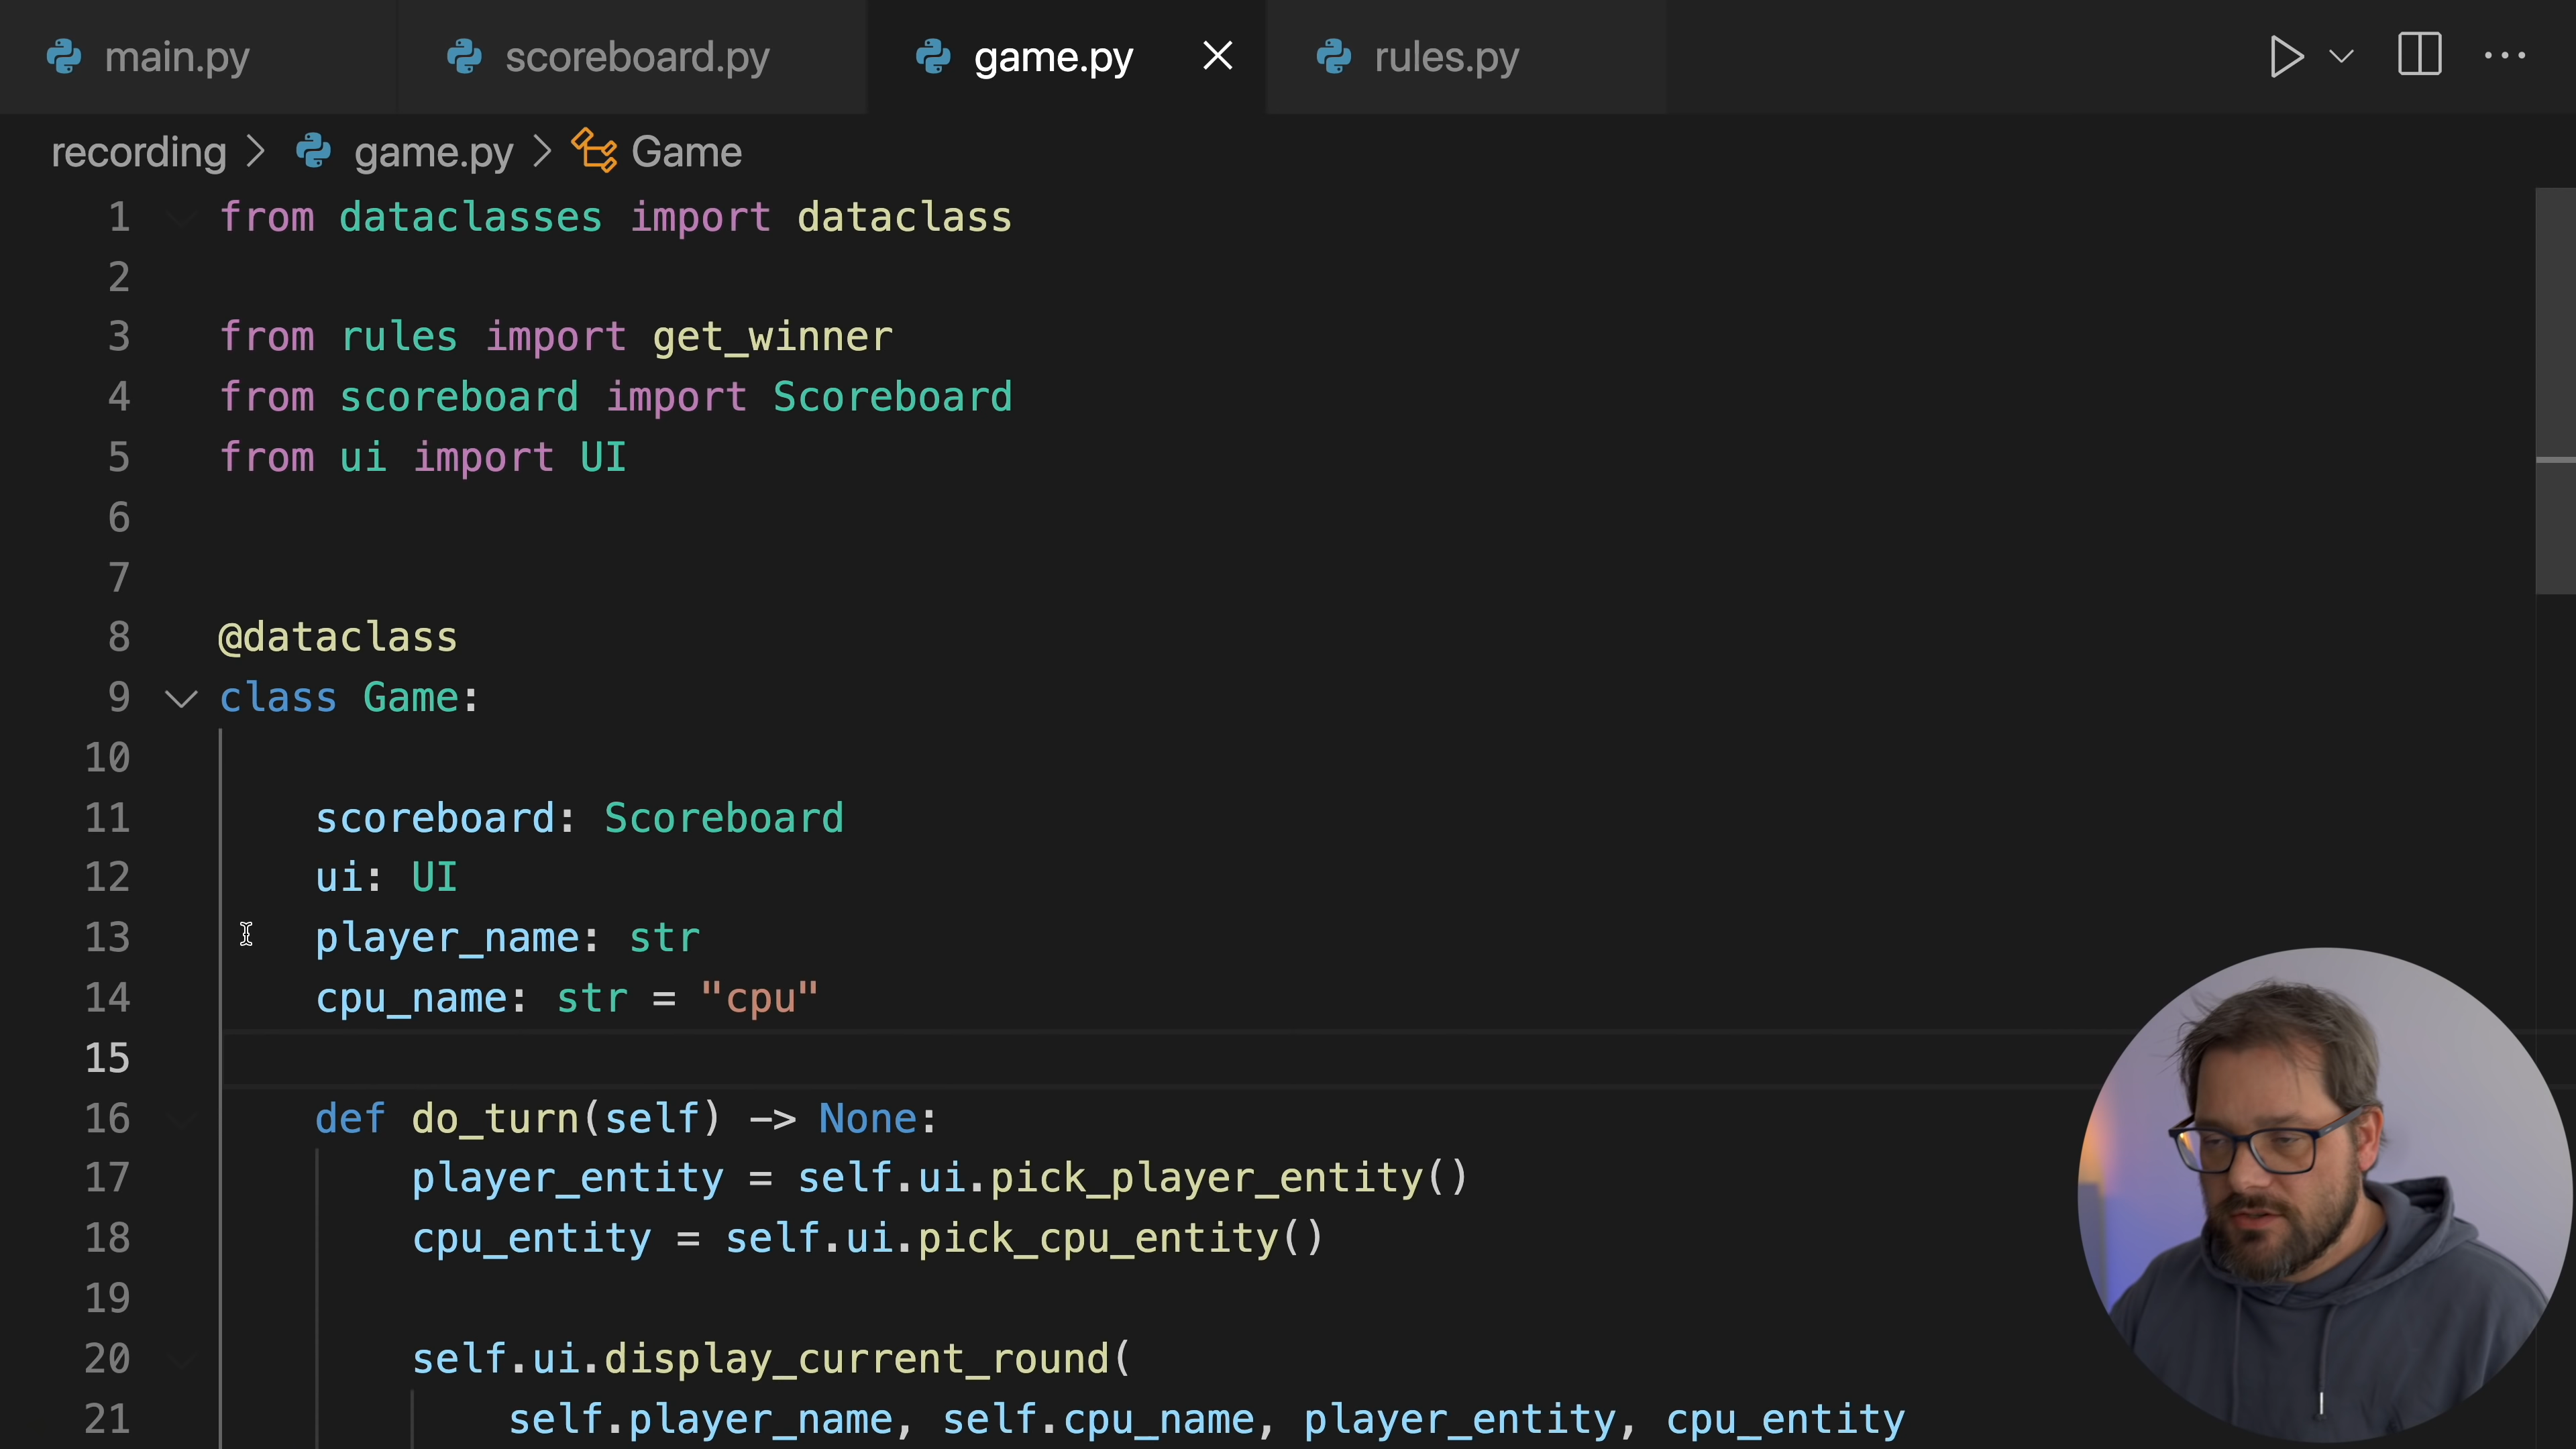 main.py scoreboard.py game.py rules.py
recording > game.py > Game
1 from dataclasses import dataclass
2
3 from rules import get_winner
4 from scoreboard import Scoreboard
5 from ui import UI
6
7
8 @dataclass
9 class Game:
10
11 scoreboard: Scoreboard
12 ui: UI
13 player_name: str
14 cpu_name: str = "cpu"
15
16 def do_turn(self) -> None:
17 player_entity = self.ui.pick_player_entity()
18 cpu_entity = self.ui.pick_cpu_entity()
19
20 self.ui.display_current_round(
21 self.player_name, self.cpu_name, player_entity, cpu_entity